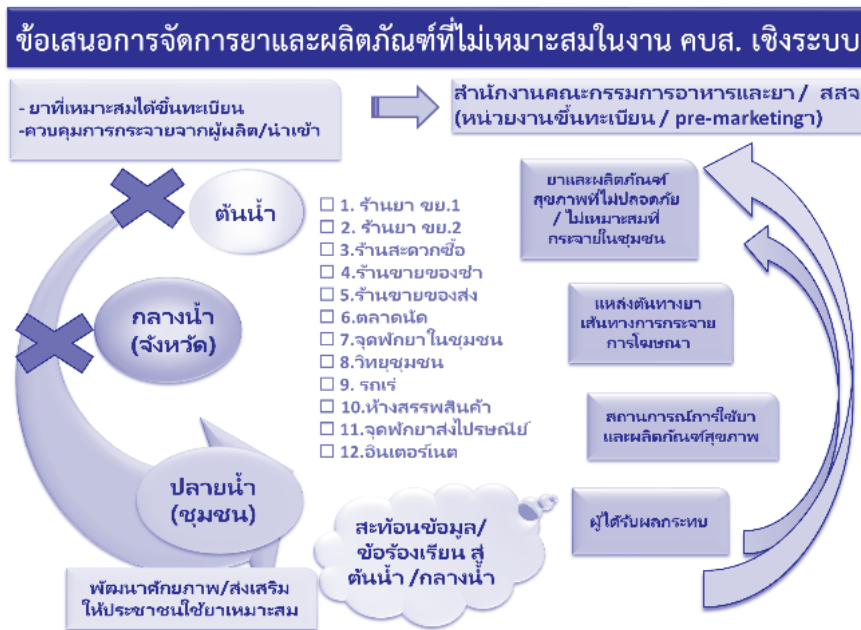 ข้อเสนอการจัดการยาและผลิตภัณฑ์ที่ไม่เหมาะสมในงาน คบส. เชิงระบบ
- ยาที่เหมาะสมได้ขึ้นทะเบียน
-ควบคุมการกระจายจากผู้ผลิต/นำเข้า
สำนักงานคณะกรรมการอาหารและยา / สสจ
(หน่วยงานขึ้นทะเบียน / pre-marketingา)
ต้นน้ำ
กลางน้ำ
(จังหวัด)
ปลายน้ำ
(ชุมชน)
พัฒนาศักยภาพ/ส่งเสริม
ให้ประชาชนใช้ยาเหมาะสม
☐ 1. ร้านยา ขย.1
☐ 2. ร้านยา ขย.2
☐ 3.ร้านสะดวกซื้อ
☐ 4.ร้านขายของชำ
☐ 5.ร้านขายของส่ง
☐ 6.ตลาดนัด
☐ 7.จุดพักยาในชุมชน
☐ 8.วิทยุชุมชน
☐ 9. รถเร่
☐ 10.ห้างสรรพสินค้า
☐ 11.จุดพักยาส่งไปรษณีย์
☐ 12.อินเตอร์เนต
สะท้อนข้อมูล/
ข้อร้องเรียน สู่
ต้นน้ำ /กลางน้ำ
ยาและผลิตภัณฑ์
สุขภาพที่ไม่ปลอดภัย
/ ไม่เหมาะสมที่
กระจายในชุมชน
แหล่งต้นทางยา
เส้นทางการกระจาย
การโฆษณา
สถานการณ์การใช้ยา
และผลิตภัณฑ์สุขภาพ
ผู้ได้รับผลกระทบ